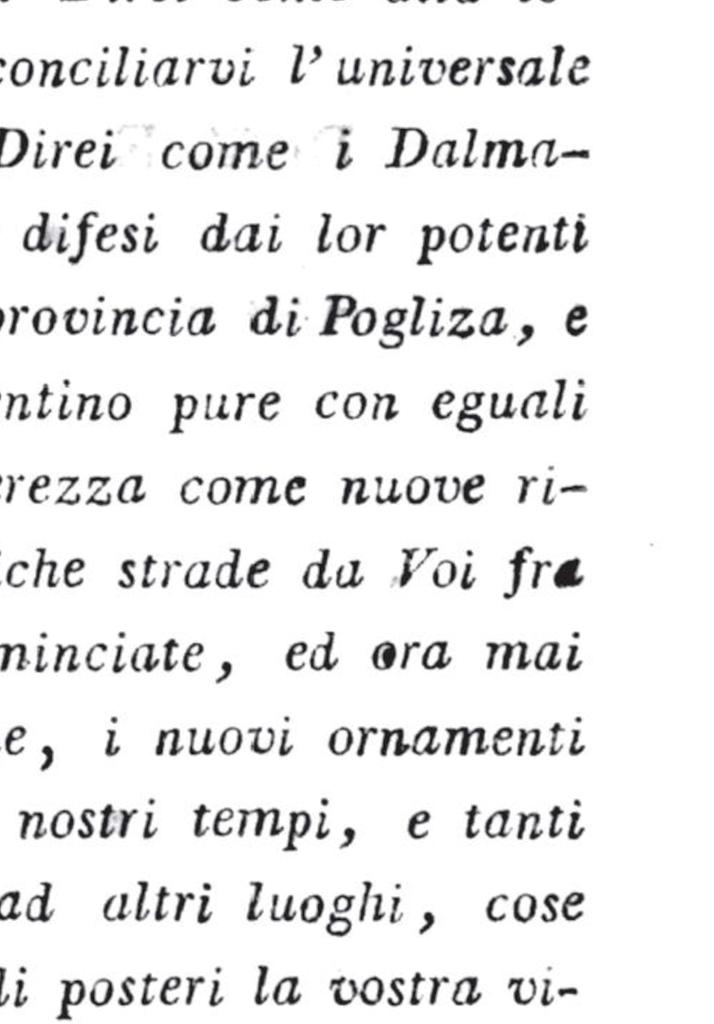 conciliarvi l' universale
Direi come i Dalma-
difesi dai lor potenti
provincia di Pogliza, e
ntino pure con eguali
rezza come nuove ri-
che strade da Voi fra
minciate, ed ora mai
e, i nuovi ornamenti
nostri tempi, e tanti
ad altri luoghi, cose
li posteri la vostra vi-